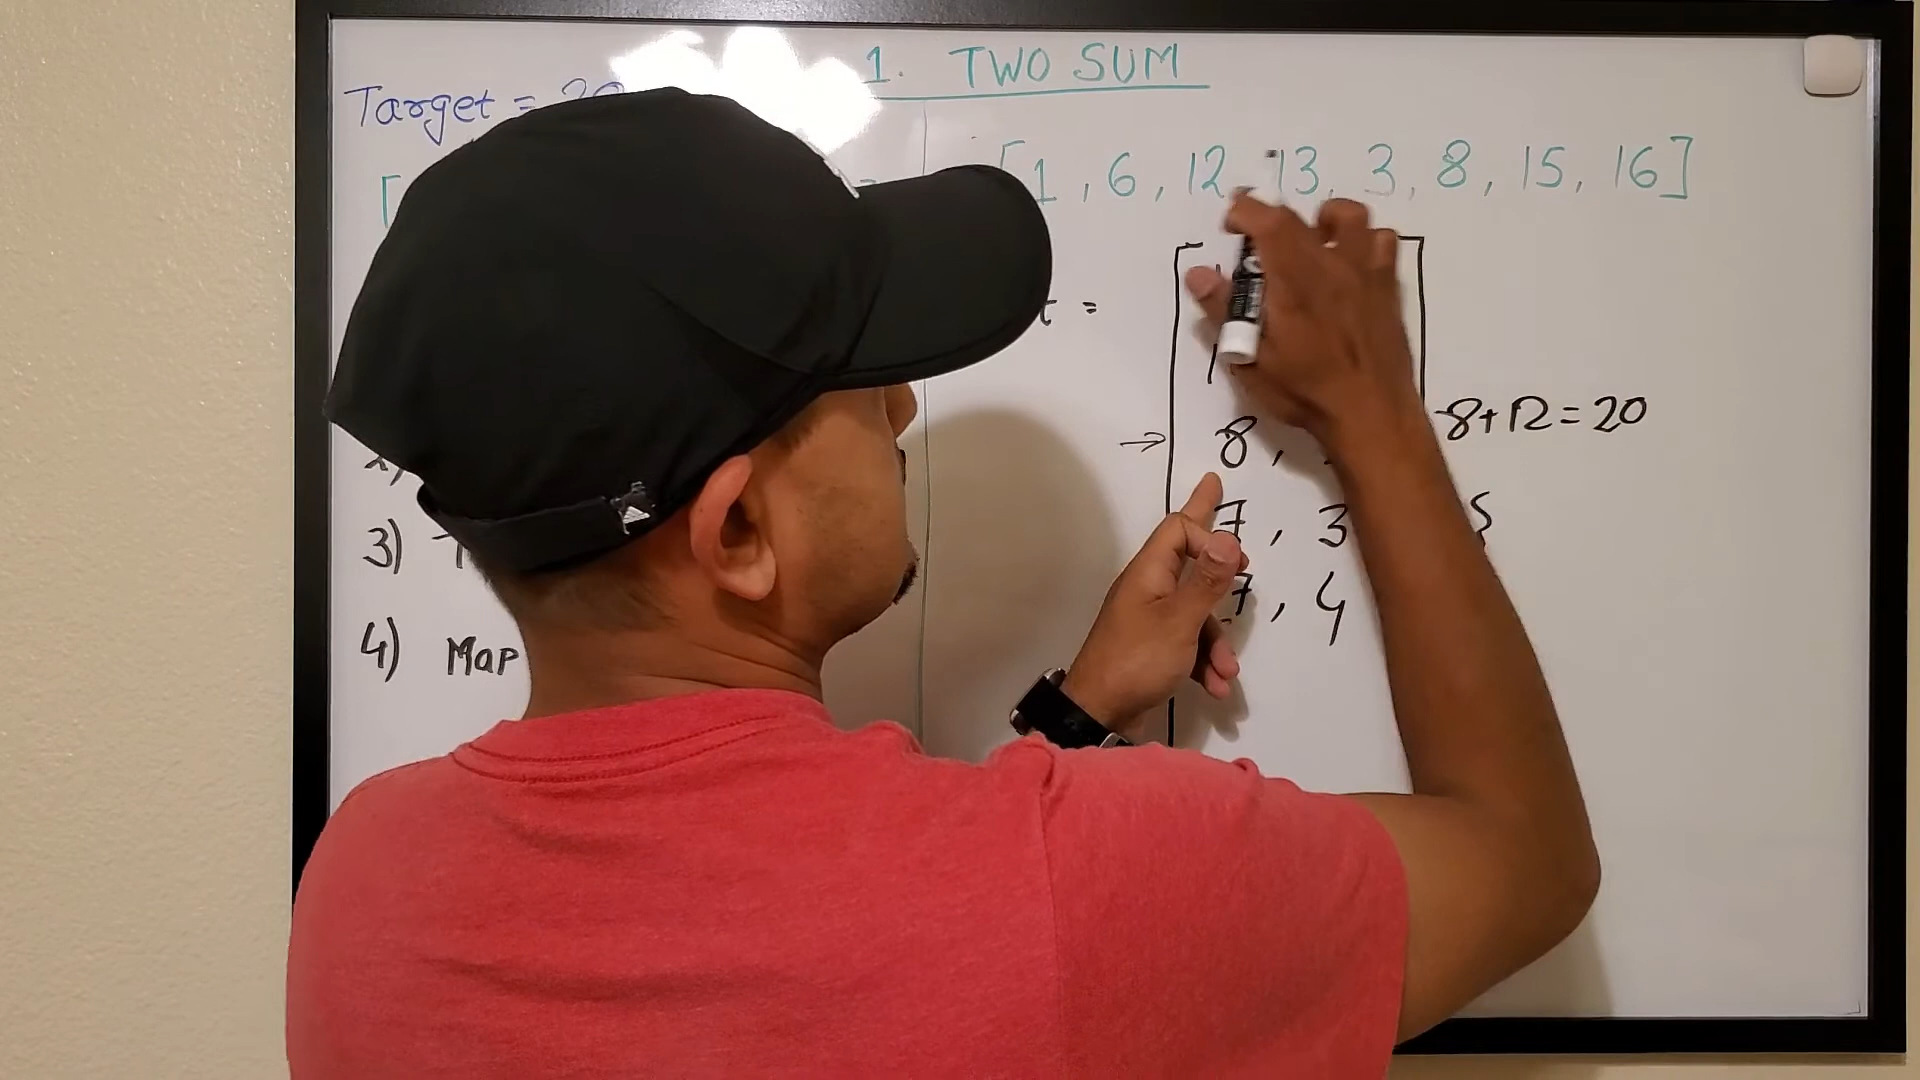 1. TWO SUM
Target = 20
[
1, 6, 12, 13, 3, 8, 15, 16]
t =
8,
8+12=20
7, 3
7, 4
3)
4) Map